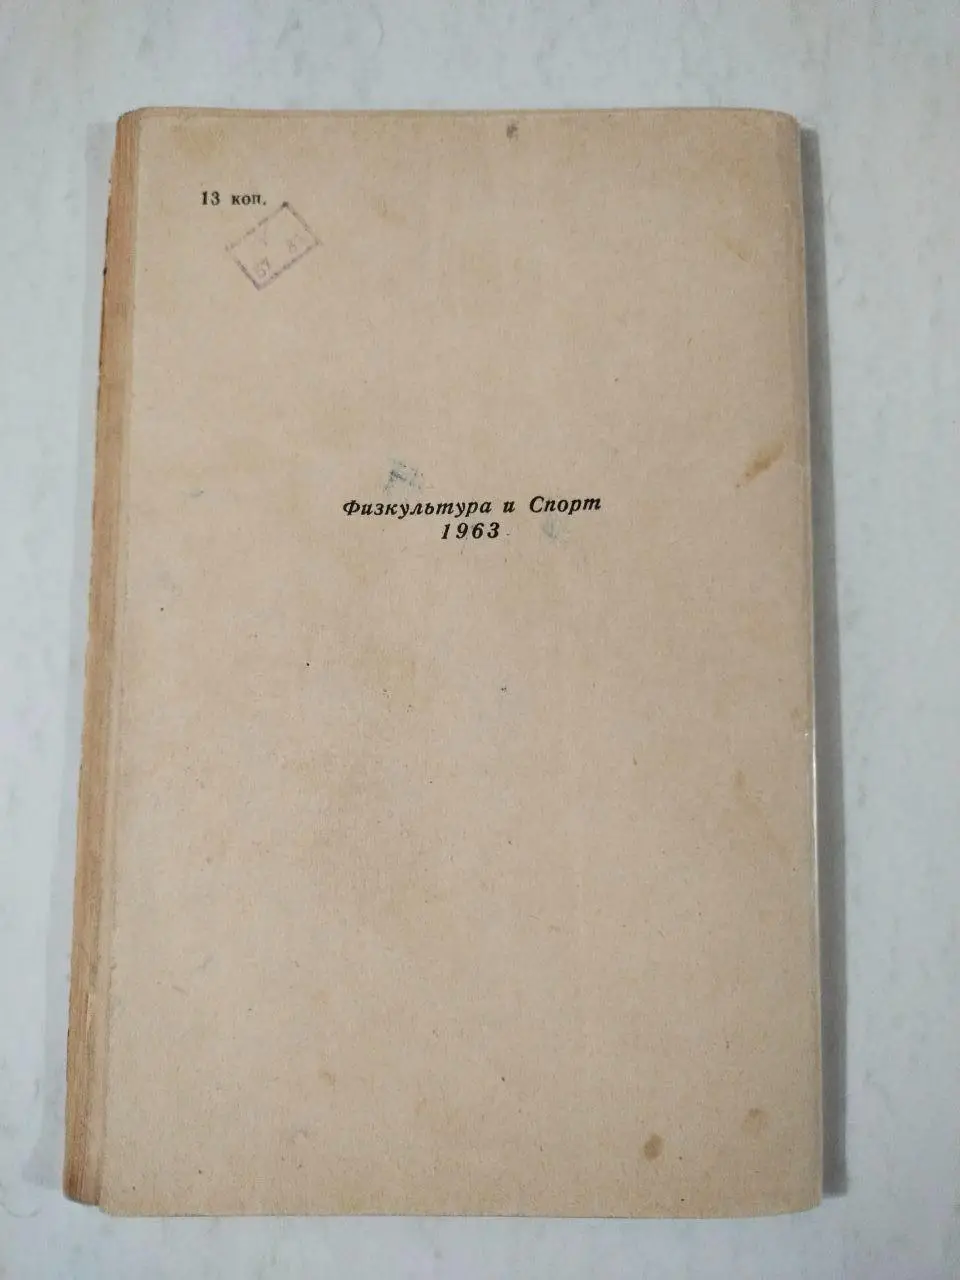 13 коп.
Физкультура и Спорт
1963